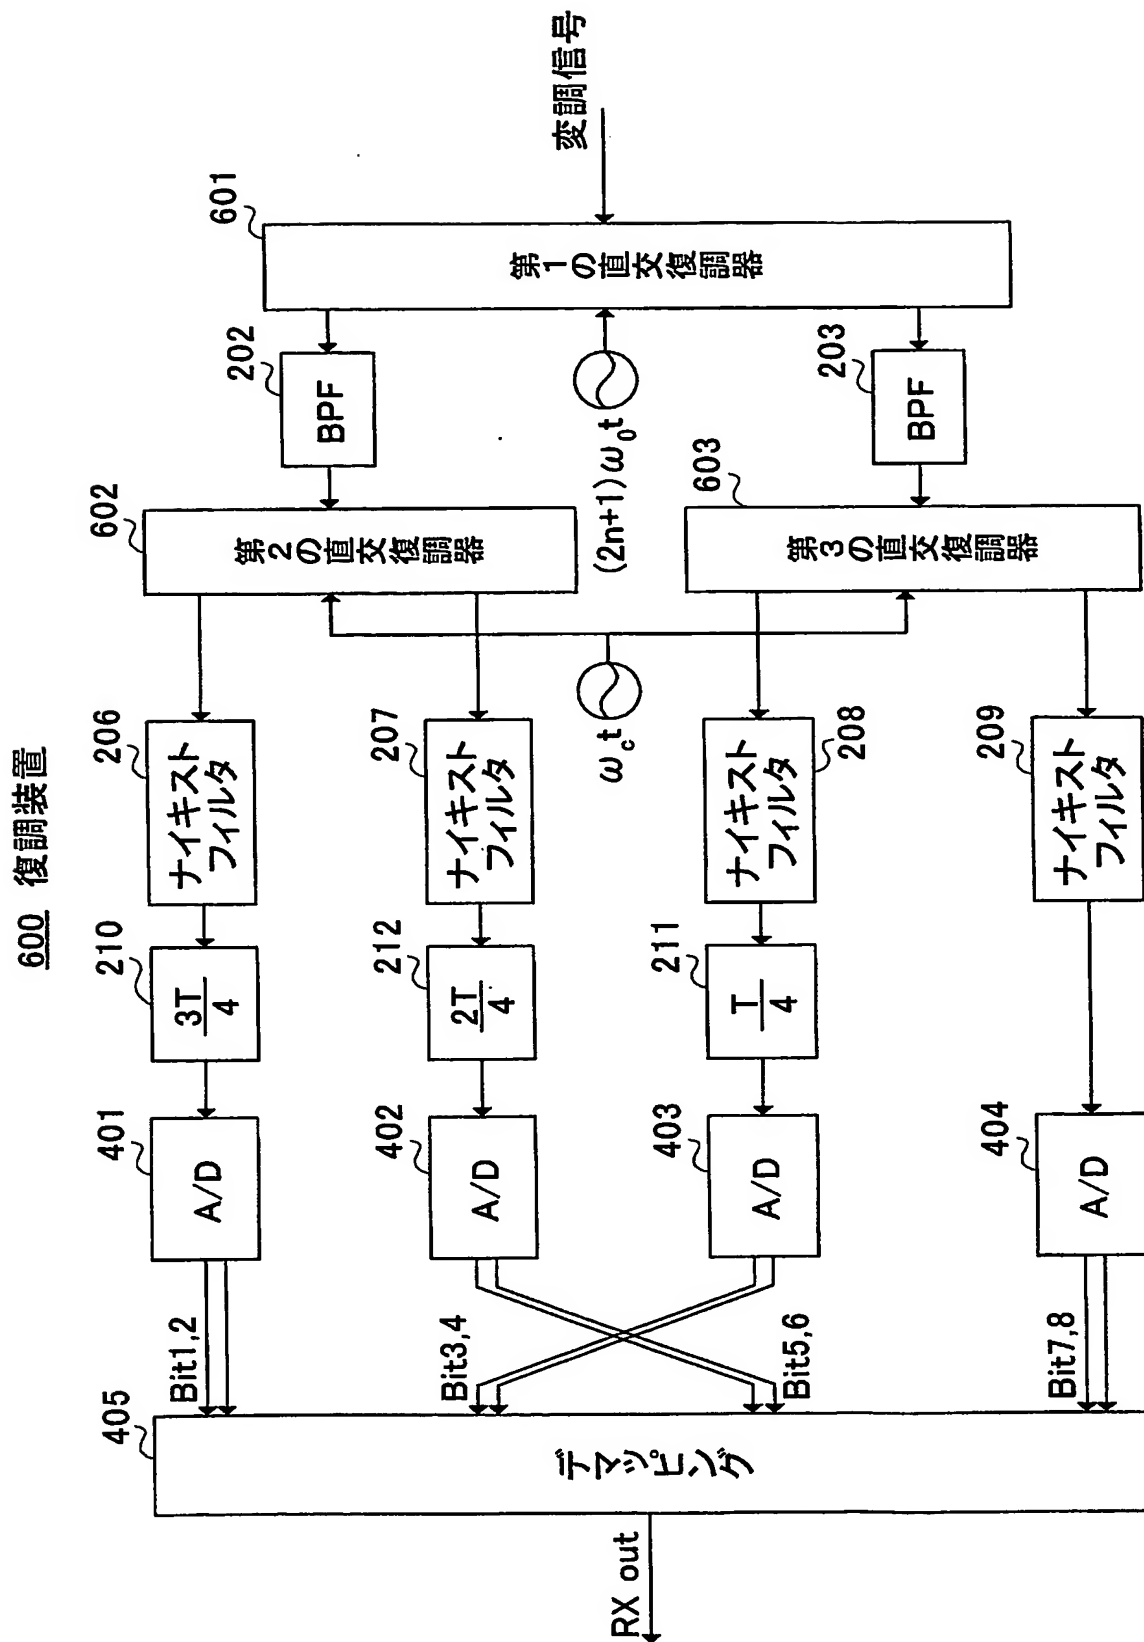 600 復調装置
変調信号
601
第1の直交復調器
202
BPF
203
BPF
(2n+1)ω₀t
602
第2の直交復調器
603
第3の直交復調器
ω_c t
206
ナイキスト
フィルタ
207
ナイキスト
フィルタ
208
ナイキスト
フィルタ
209
ナイキスト
フィルタ
210
3T
4
212
2T
4
211
T
4
401
A/D
402
A/D
403
A/D
404
A/D
Bit1,2
Bit3,4
Bit5,6
Bit7,8
405
デマッピング
RX out